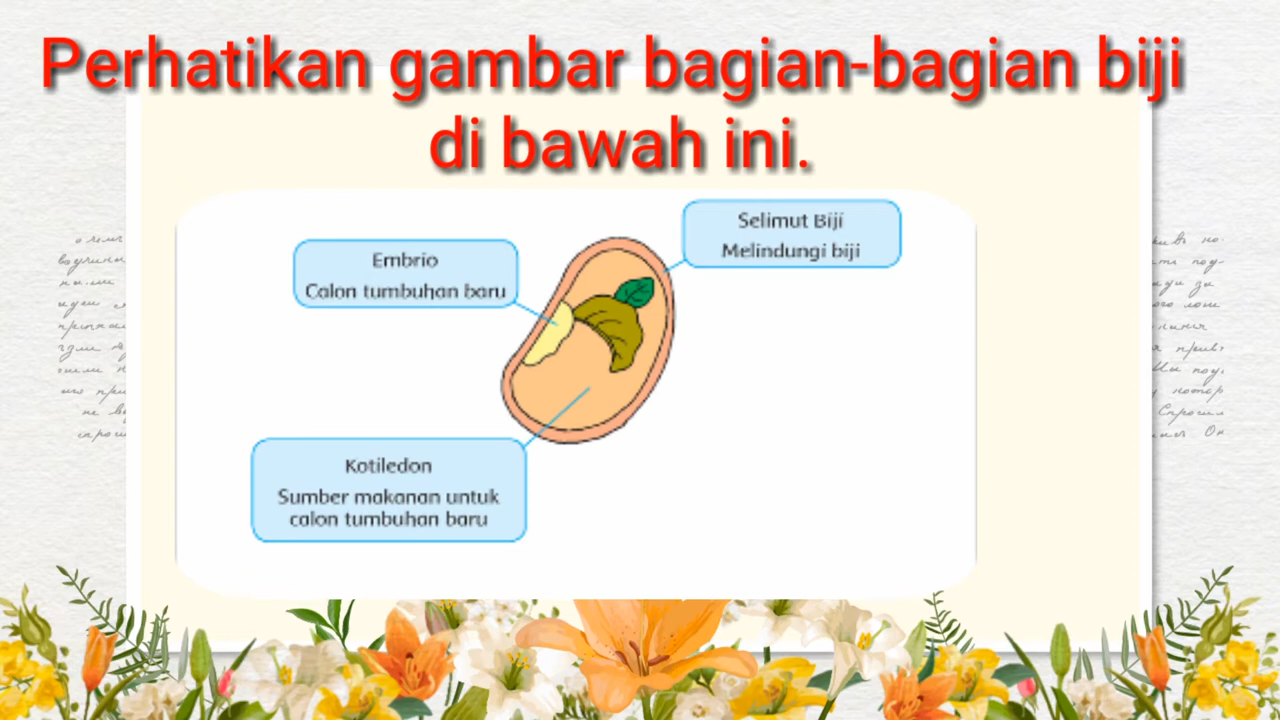 Perhatikan gambar bagian-bagian biji
di bawah ini.
Selimut Biji
Melindungi biji
Embrio
Calon tumbuhan baru
Kotiledon
Sumber makanan untuk
calon tumbuhan baru